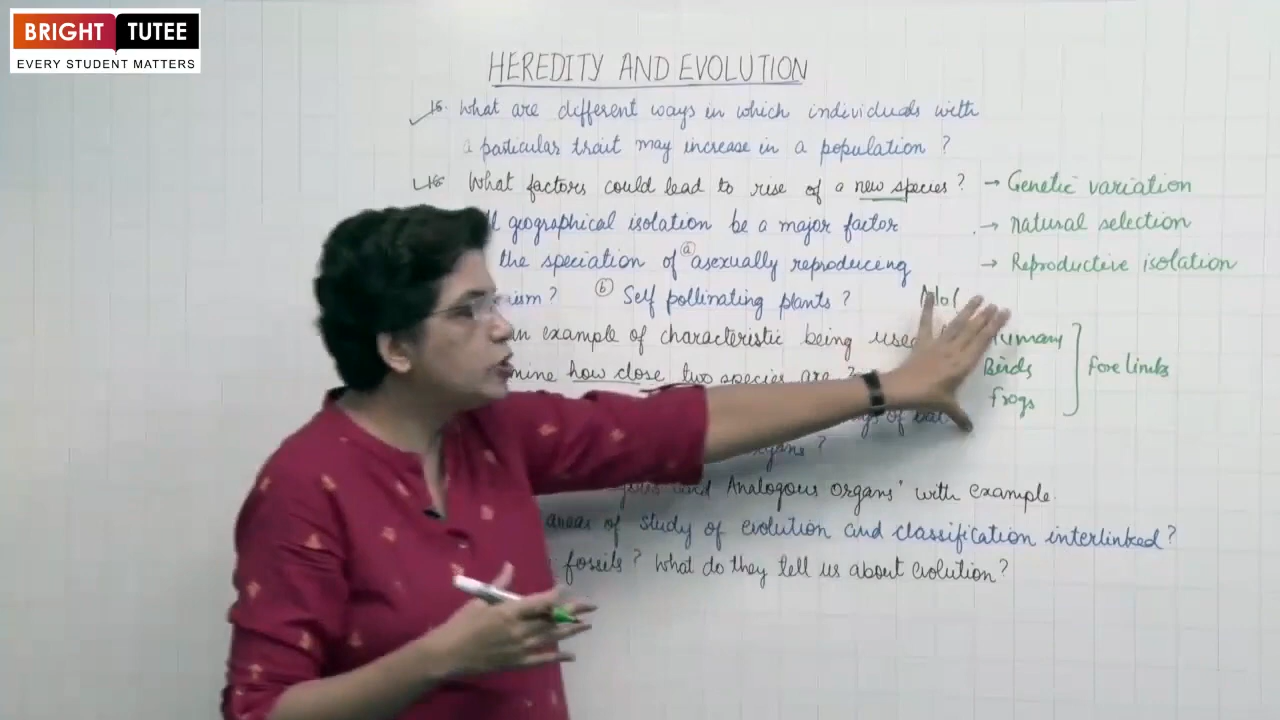 BRIGHT TUTEE
EVERY STUDENT MATTERS
HEREDITY AND EVOLUTION
15. What are different ways in which individuals with
a particular trait may increase in a population ?
16. What factors could lead to rise of a new species ? → Genetic variation
geographical isolation be a major factor → natural selection
the speciation of (a) asexually reproduceng → Reproductive isolation
(b) Self pollinating plants ?
an example of characteristic being used
how close two species are ? Birds
frogs
fore limbs
of bat
?
and Analogous organs" with example.
areas of study of evolution and classification interlinked ?
fossils ? What do they tell us about evolution ?